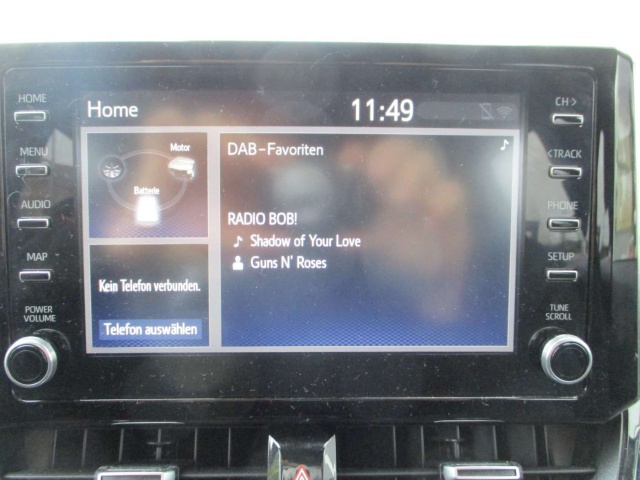 HOME
MENU
AUDIO
MAP
POWER
VOLUME
Home
11:49
Motor
Batterie
Kein Telefon verbunden.
Telefon auswählen
DAB-Favoriten
RADIO BOB!
Shadow of Your Love
Guns N' Roses
CH >
< TRACK
PHONE
SETUP
TUNE
SCROLL